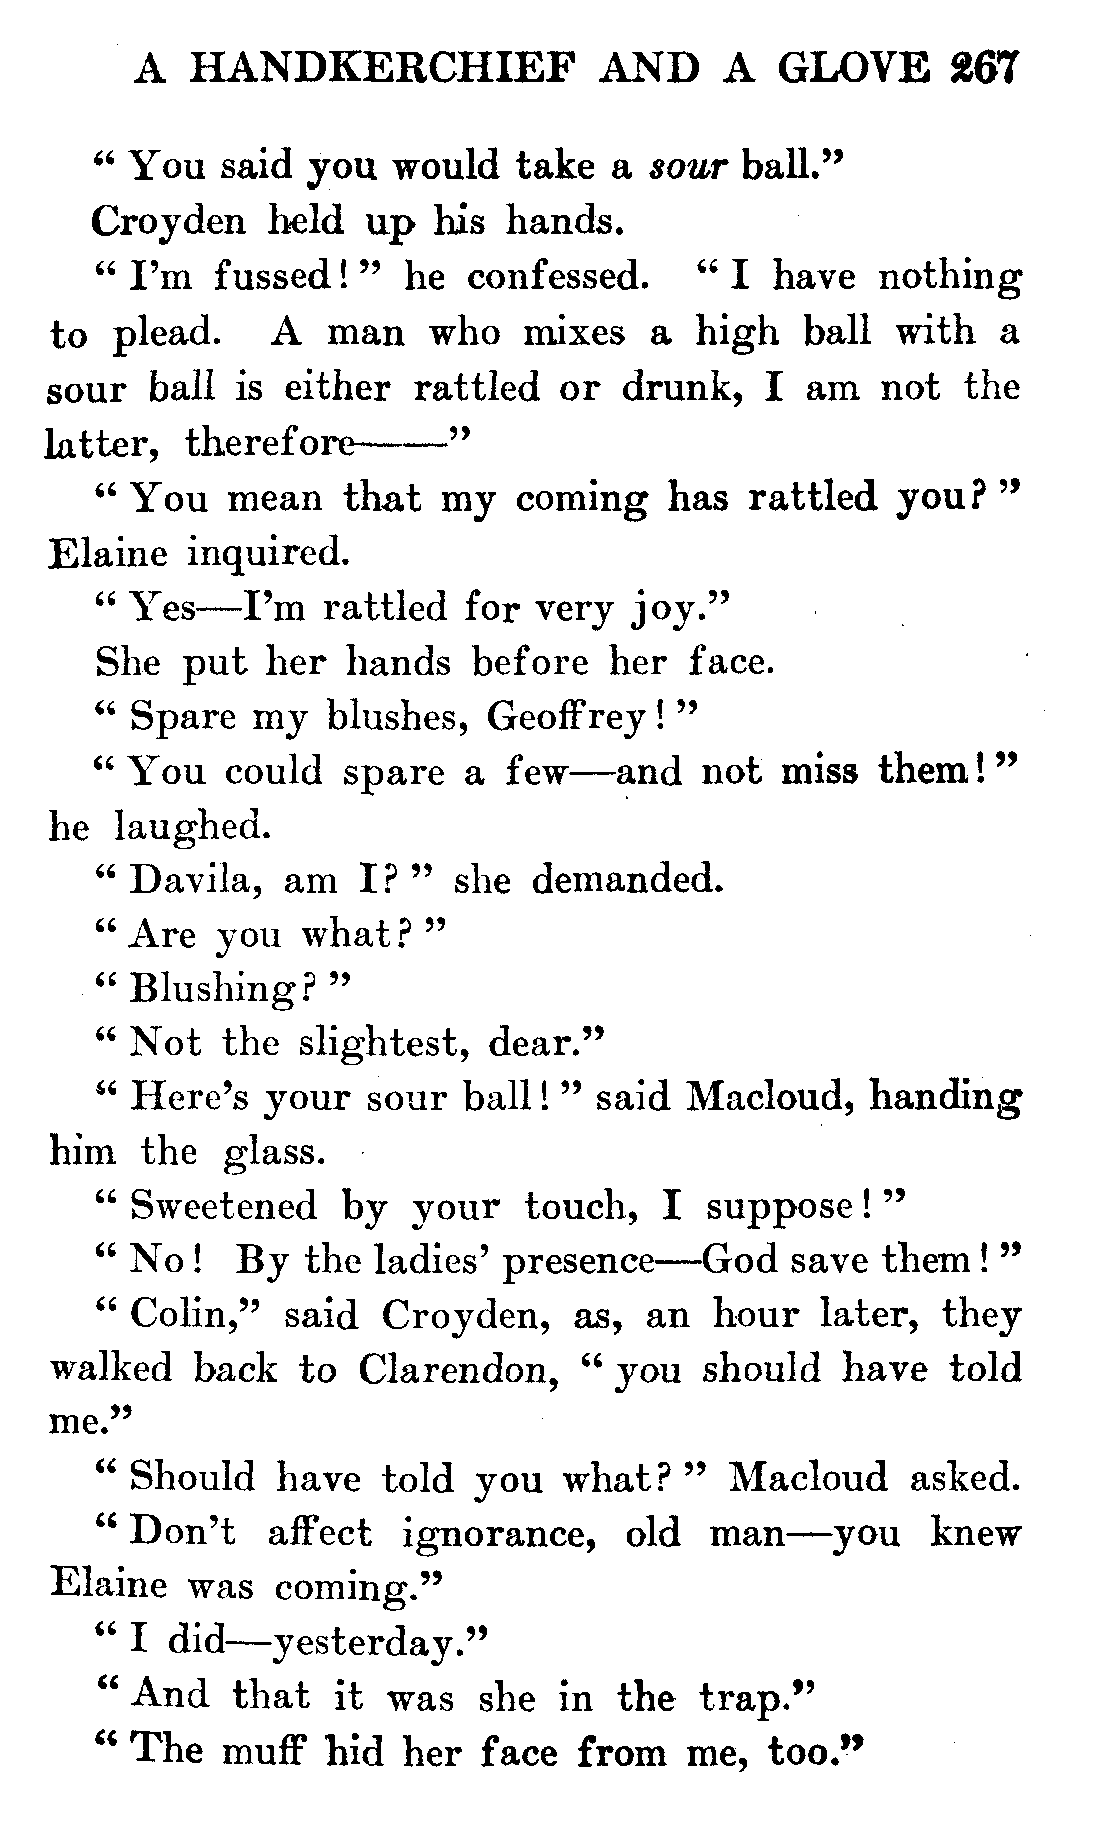 A HANDKERCHIEF AND A GLOVE 267
“ You said you would take a sour ball.”
Croyden held up his hands.
“ I’m fussed! ” he confessed. “ I have nothing
to plead. A man who mixes a high ball with a
sour ball is either rattled or drunk, I am not the
latter, therefore——”
“ You mean that my coming has rattled you? ”
Elaine inquired.
“ Yes—I’m rattled for very joy.”
She put her hands before her face.
“ Spare my blushes, Geoffrey! ”
“ You could spare a few—and not miss them! ”
he laughed.
“ Davila, am I? ” she demanded.
“ Are you what? ”
“ Blushing? ”
“ Not the slightest, dear.”
“ Here’s your sour ball! ” said Macloud, handing
him the glass.
“ Sweetened by your touch, I suppose! ”
“ No! By the ladies’ presence—God save them! ”
“ Colin,” said Croyden, as, an hour later, they
walked back to Clarendon, “ you should have told
me.”
“ Should have told you what? ” Macloud asked.
“ Don’t affect ignorance, old man—you knew
Elaine was coming.”
“ I did—yesterday.”
“ And that it was she in the trap.”
“ The muff hid her face from me, too.”